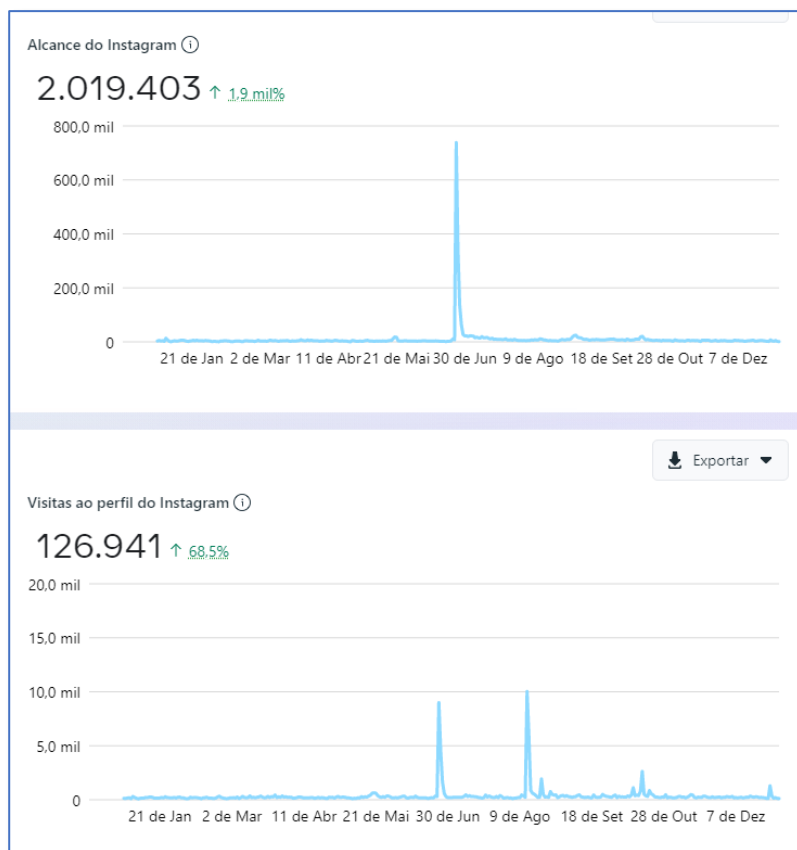 Alcance do Instagram
2.019.403 ↑ 1,9 mil%
800,0 mil
600,0 mil
400,0 mil
200,0 mil
0
21 de Jan 2 de Mar 11 de Abr 21 de Mai 30 de Jun 9 de Ago 18 de Set 28 de Out 7 de Dez
Exportar
Visitas ao perfil do Instagram
126.941 ↑ 68,5%
20,0 mil
15,0 mil
10,0 mil
5,0 mil
0
21 de Jan 2 de Mar 11 de Abr 21 de Mai 30 de Jun 9 de Ago 18 de Set 28 de Out 7 de Dez